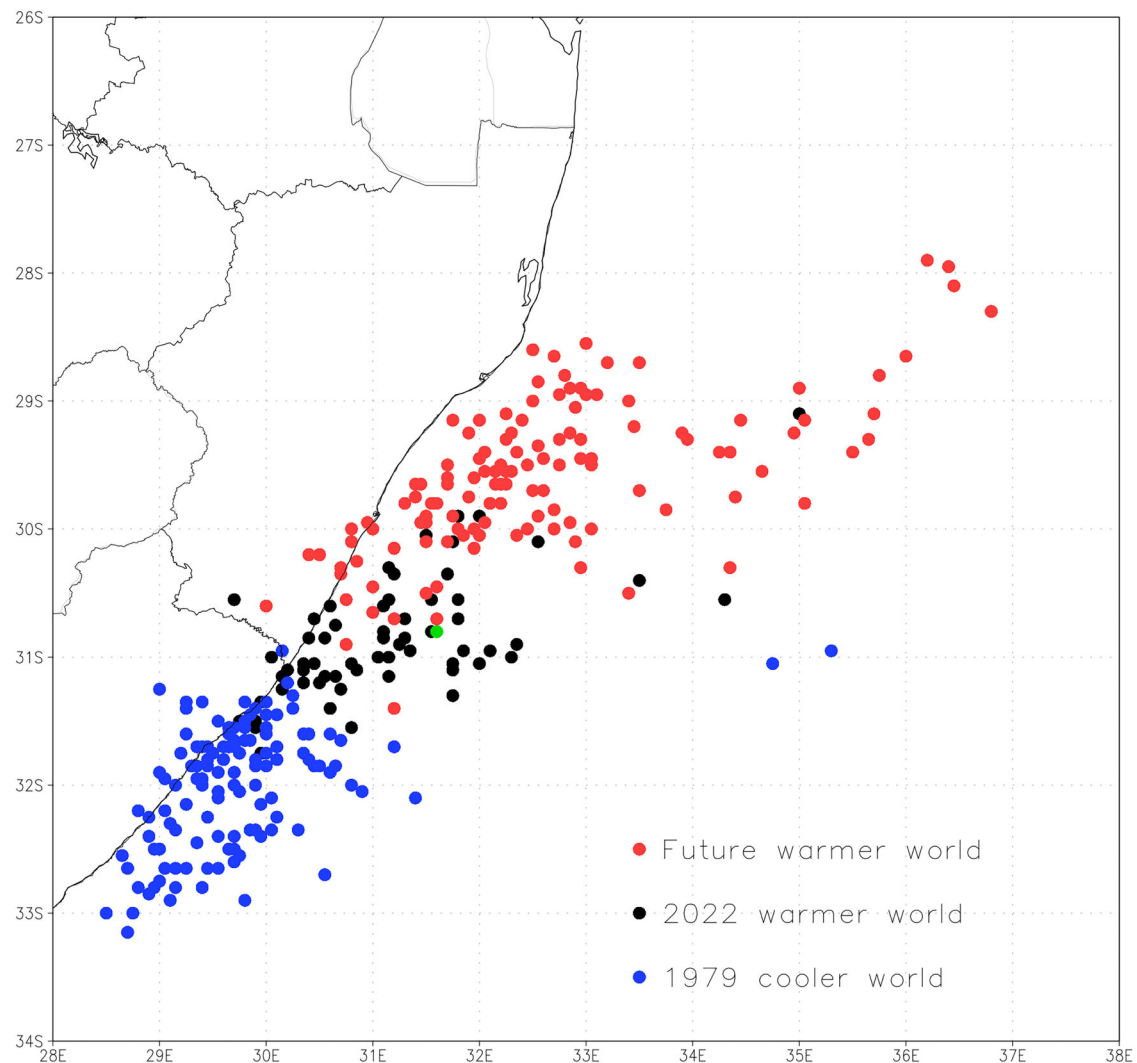 26S
27S
28S
29S
30S
31S
32S
33S
34S
Future warmer world
2022 warmer world
1979 cooler world
28E 29E 30E 31E 32E 33E 34E 35E 36E 37E 38E